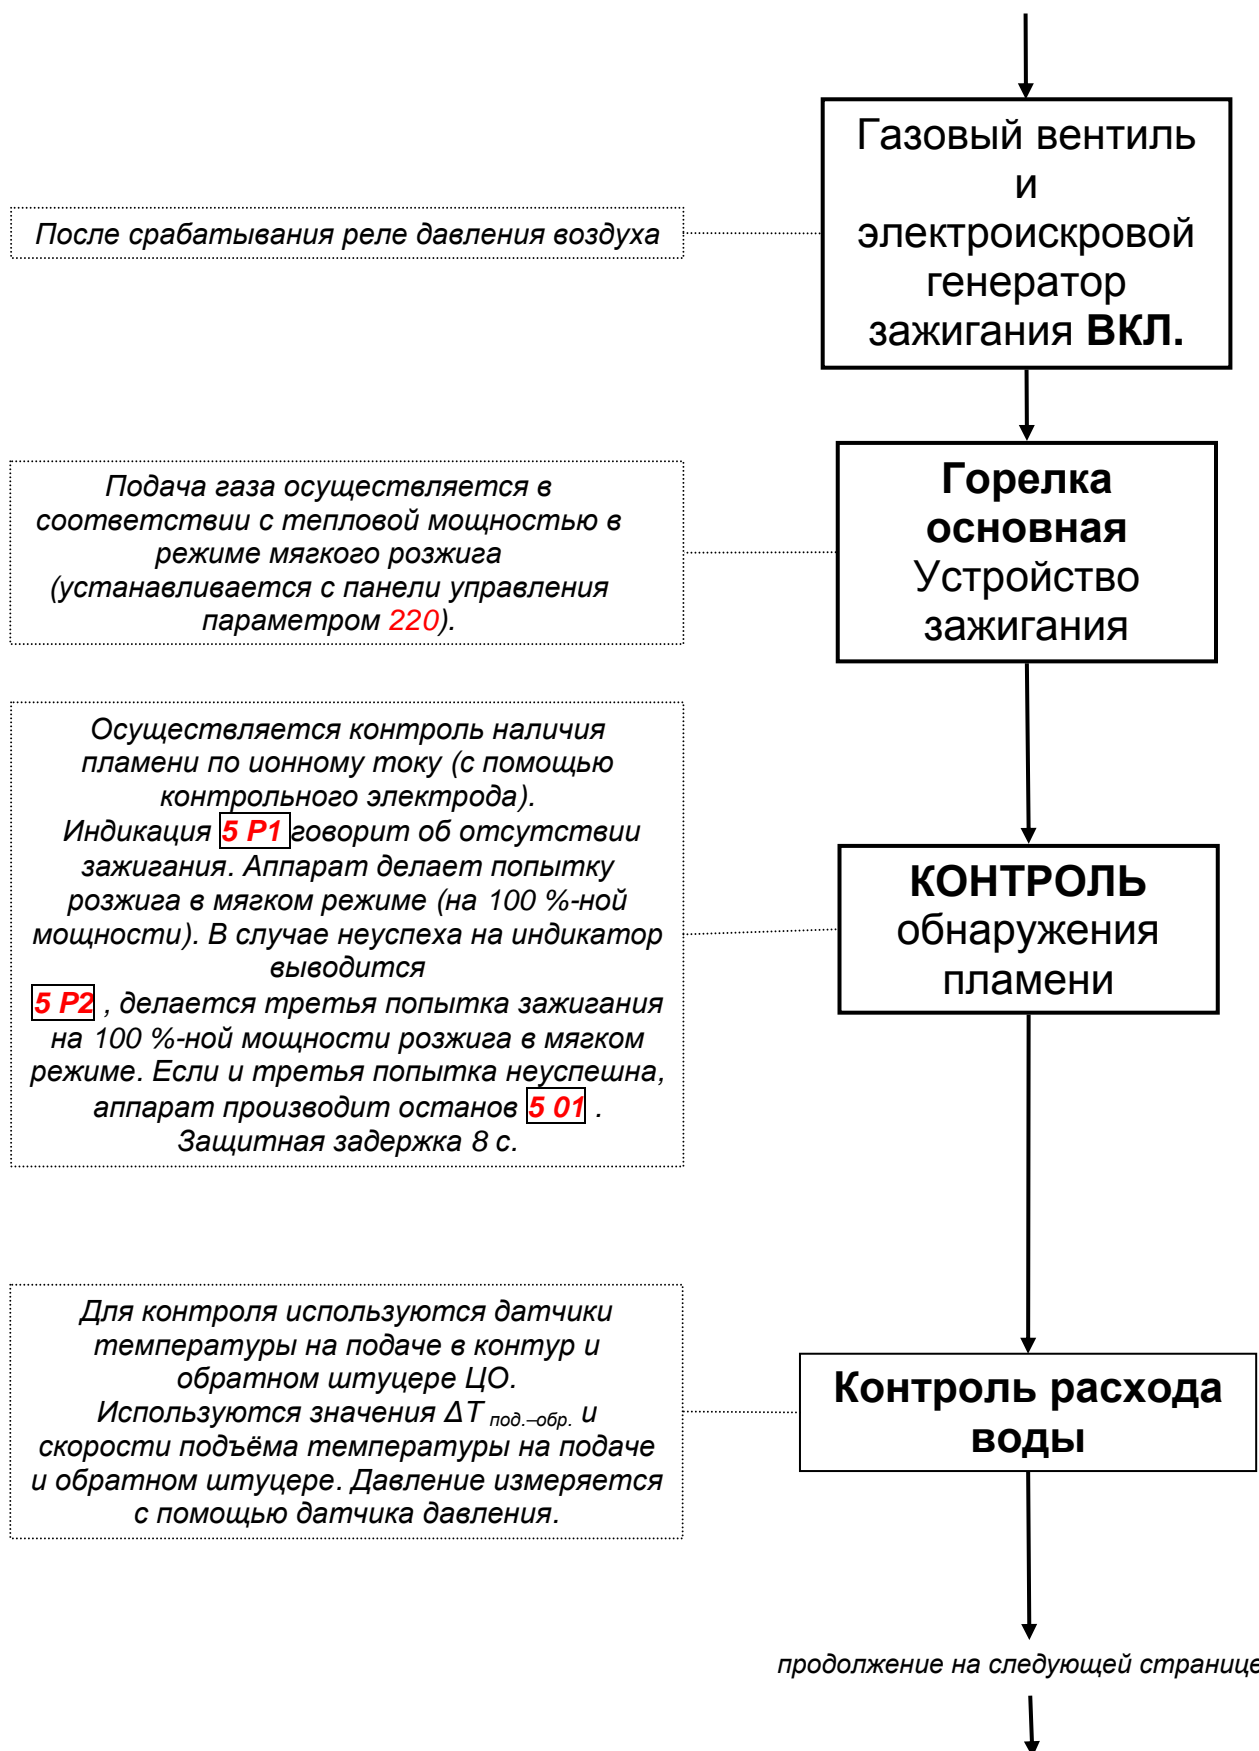 Газовый вентиль
и
электроискровой
генератор
зажигания ВКЛ.
После срабатывания реле давления воздуха
Горелка
основная
Устройство
зажигания
Подача газа осуществляется в
соответствии с тепловой мощностью в
режиме мягкого розжига
(устанавливается с панели управления
параметром 220).
КОНТРОЛЬ
обнаружения
пламени
Осуществляется контроль наличия
пламени по ионному току (с помощью
контрольного электрода).
Индикация 5 P1 говорит об отсутствии
зажигания. Аппарат делает попытку
розжига в мягком режиме (на 100 %-ной
мощности). В случае неуспеха на индикатор
выводится
5 P2 , делается третья попытка зажигания
на 100 %-ной мощности розжига в мягком
режиме. Если и третья попытка неуспешна,
аппарат производит останов 5 01 .
Защитная задержка 8 с.
Контроль расхода
воды
Для контроля используются датчики
температуры на подаче в контур и
обратном штуцере ЦО.
Используются значения ΔT под.–обр. и
скорости подъёма температуры на подаче
и обратном штуцере. Давление измеряется
с помощью датчика давления.
продолжение на следующей странице